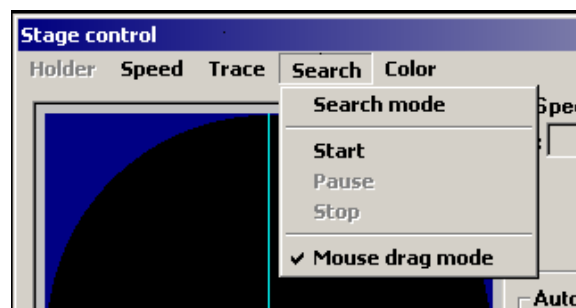 Stage control
Holder Speed Trace Search Color
Search mode
Start
Pause
Stop
✓ Mouse drag mode